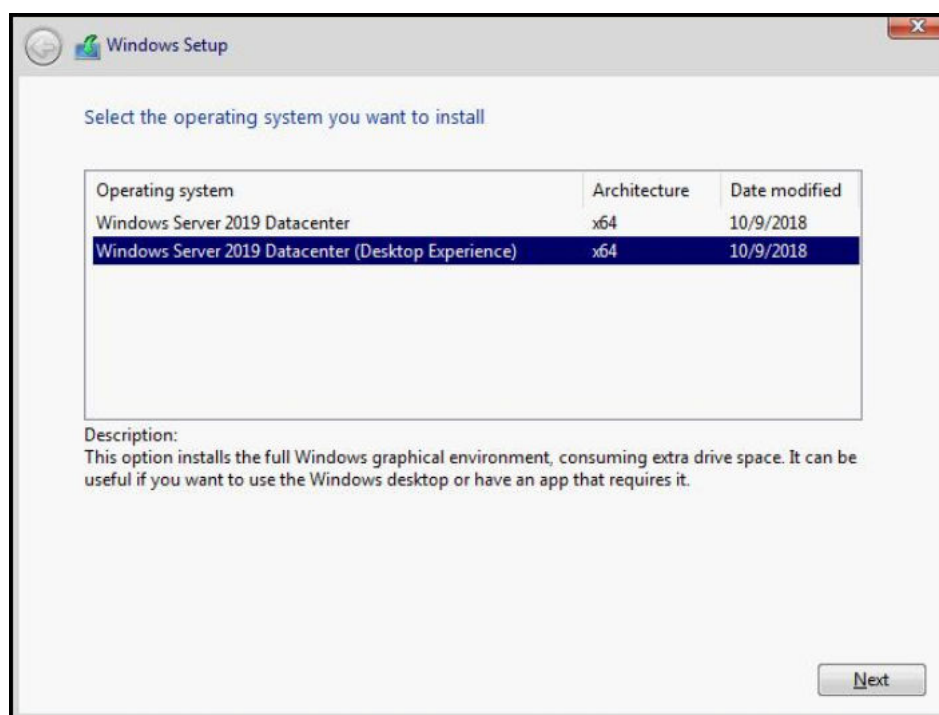 Windows Setup
Select the operating system you want to install
Operating system Architecture Date modified
Windows Server 2019 Datacenter x64 10/9/2018
Windows Server 2019 Datacenter (Desktop Experience) x64 10/9/2018
Description:
This option installs the full Windows graphical environment, consuming extra drive space. It can be
useful if you want to use the Windows desktop or have an app that requires it.
Next